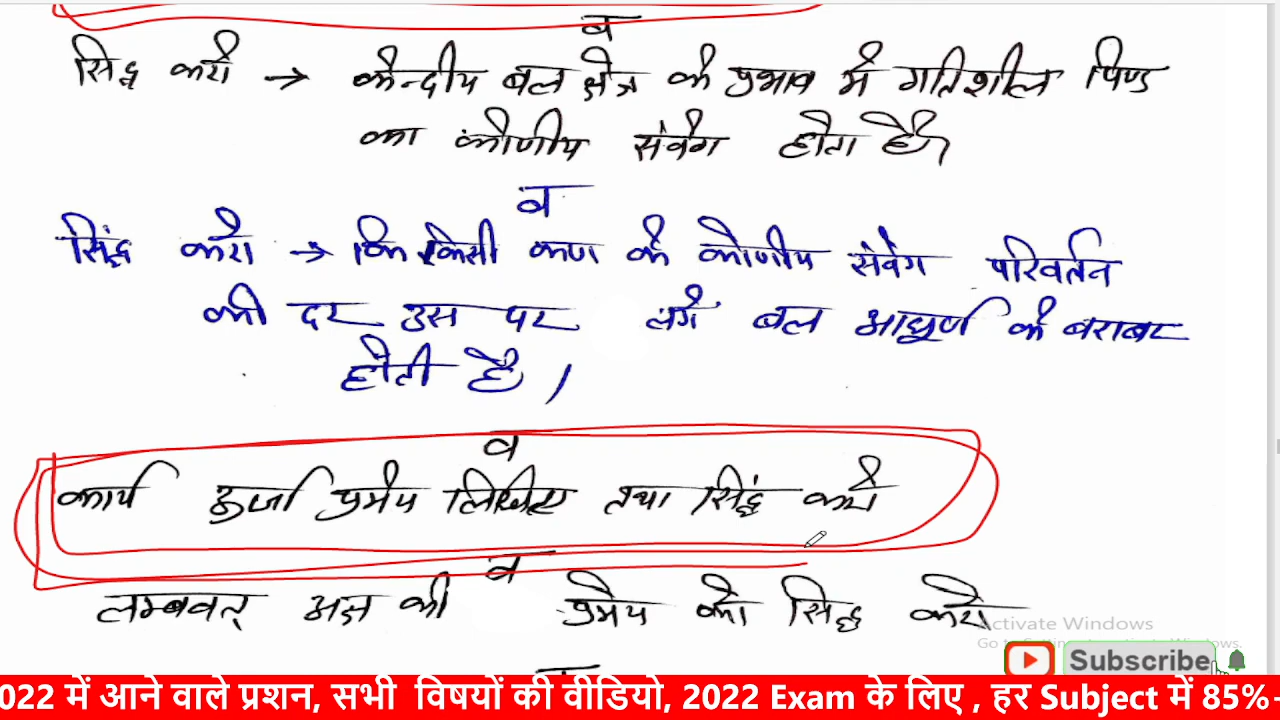 व
सिद्ध करो → केन्द्रीय बल क्षेत्र के प्रभाव में गतिशील पिण्ड
का कोणीय संवेग होता है।
व
सिद्ध करो → कि किसी कण के कोणीय संवेग परिवर्तन
की दर उस पर लगे बल आघूर्ण के बराबर
होती है।
व
कार्य ऊर्जा प्रमेय लिखिए तथा सिद्ध करो
व
लम्बवत् अक्ष की प्रमेय को सिद्ध करो
Activate Windows
Subscribe
022 में आने वाले प्रशन, सभी विषयों की वीडियो, 2022 Exam के लिए , हर Subject में 85%